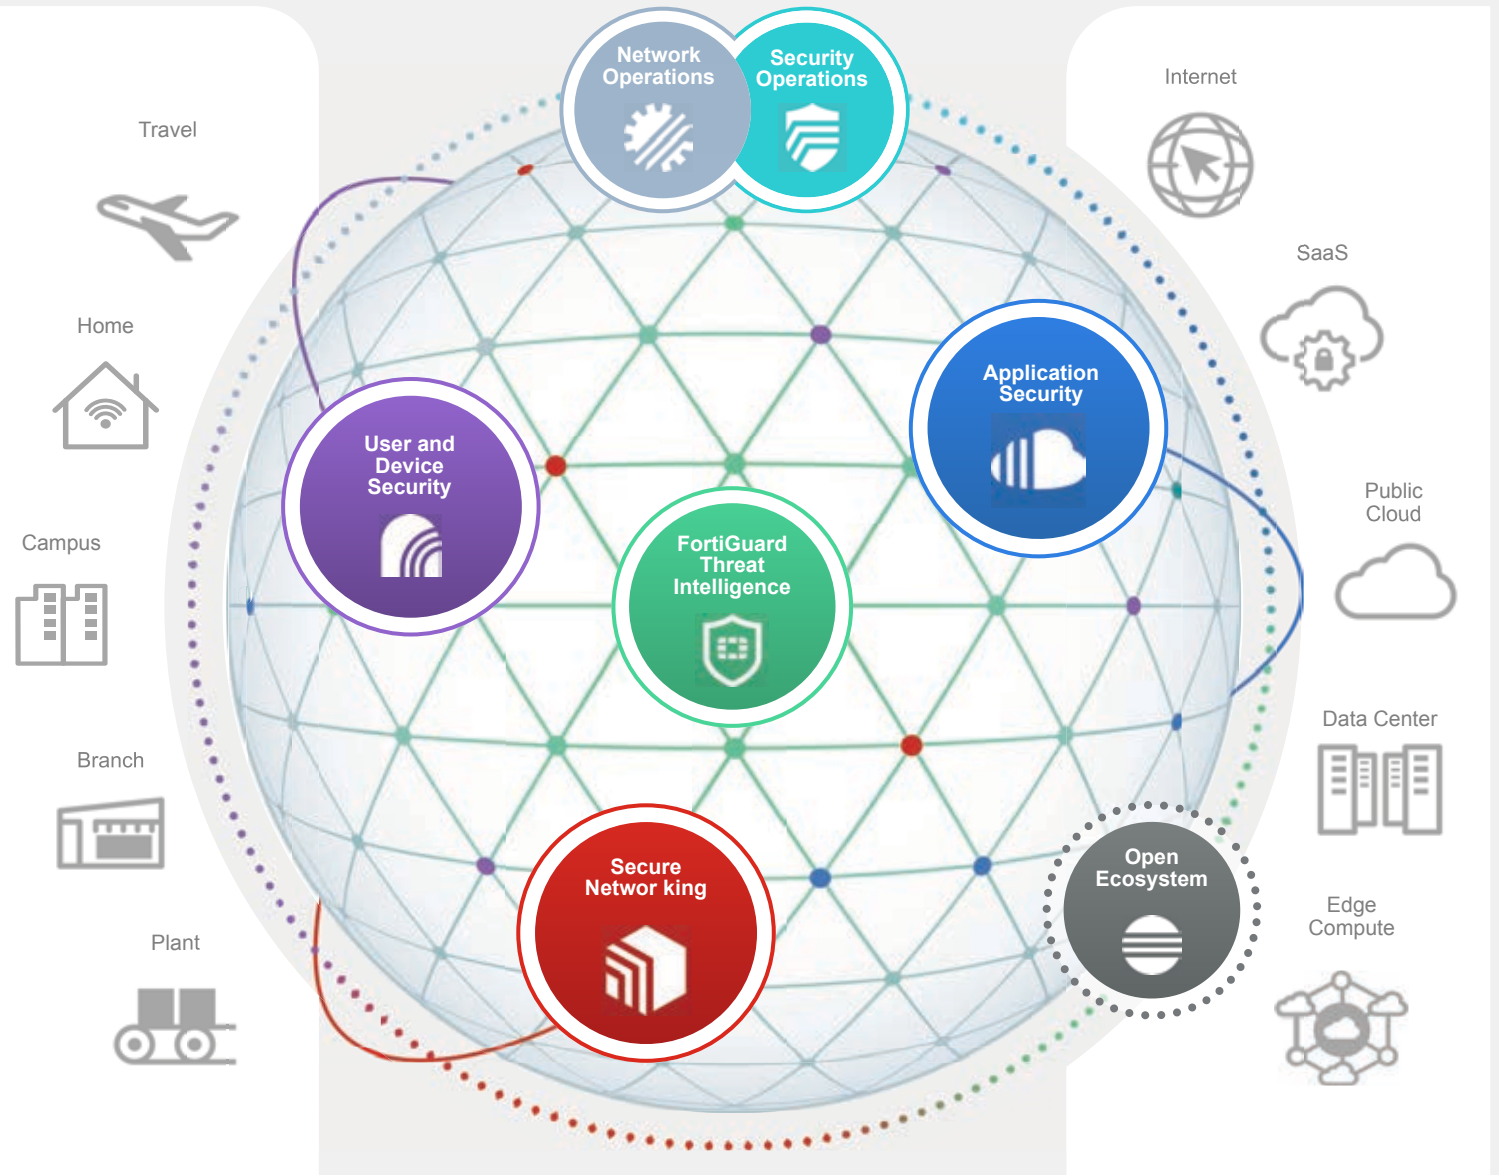 Network
Operations
Security
Operations
Internet
Travel
SaaS
Home
Application
Security
User and
Device
Security
Public
Cloud
Campus
FortiGuard
Threat
Intelligence
Data Center
Branch
Secure
Networ king
Open
Ecosystem
Edge
Compute
Plant